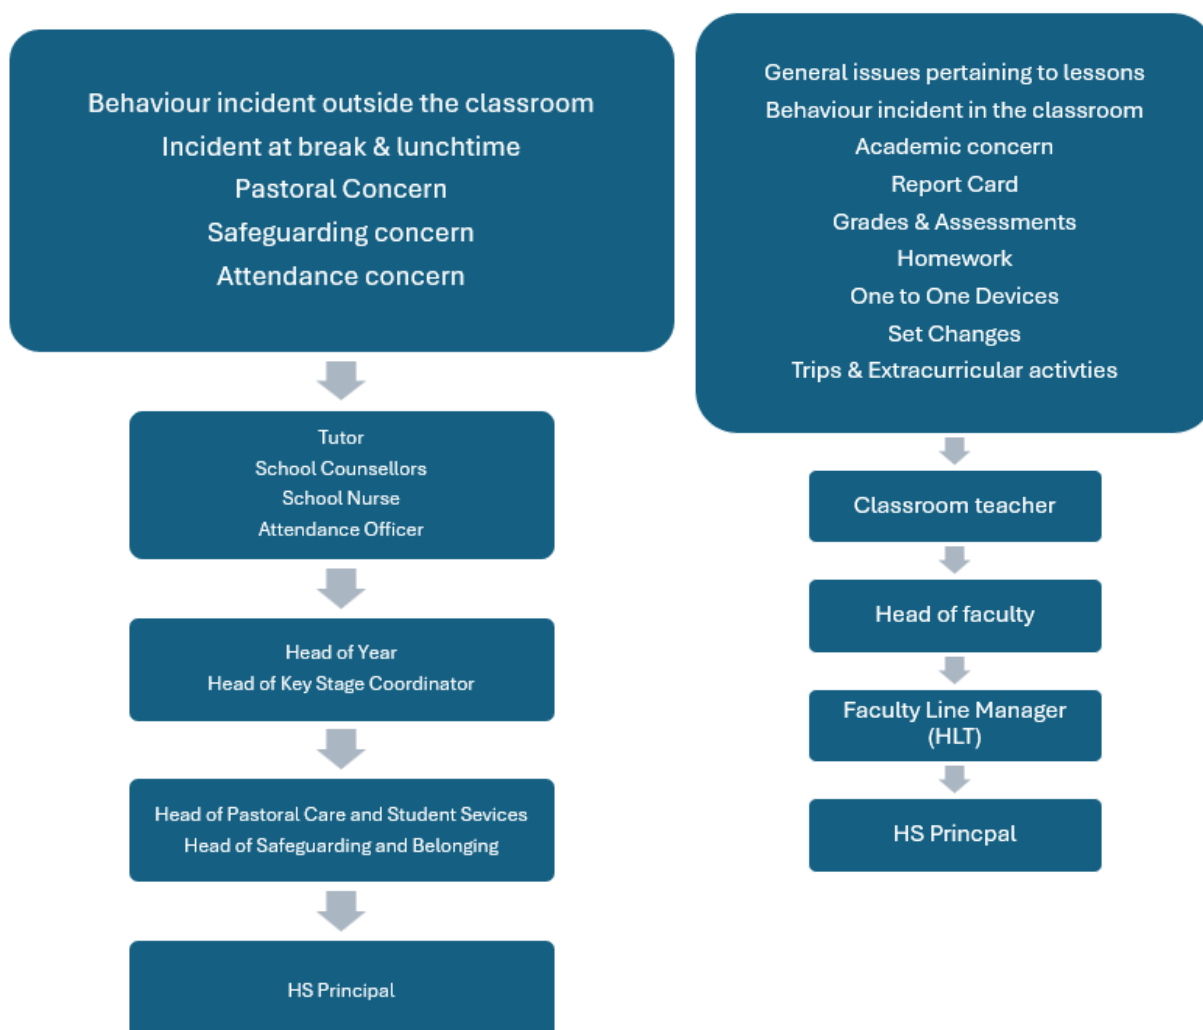 Behaviour incident outside the classroom
Incident at break & lunchtime
Pastoral Concern
Safeguarding concern
Attendance concern
Tutor
School Counsellors
School Nurse
Attendance Officer
Head of Year
Head of Key Stage Coordinator
Head of Pastoral Care and Student Sevices
Head of Safeguarding and Belonging
HS Principal
General issues pertaining to lessons
Behaviour incident in the classroom
Academic concern
Report Card
Grades & Assessments
Homework
One to One Devices
Set Changes
Trips & Extracurricular activties
Classroom teacher
Head of faculty
Faculty Line Manager
(HLT)
HS Princpal